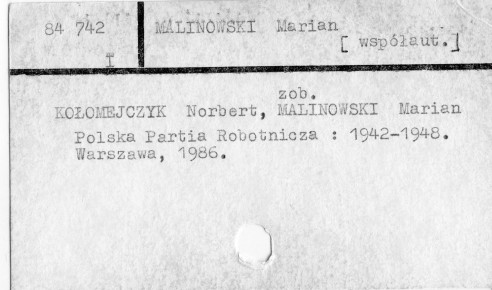 84 742
I
MALINOWSKI Marian
[ współaut.]
zob.
KOŁOMEJCZYK Norbert, MALINOWSKI Marian
Polska Partia Robotnicza : 1942-1948.
Warszawa, 1986.